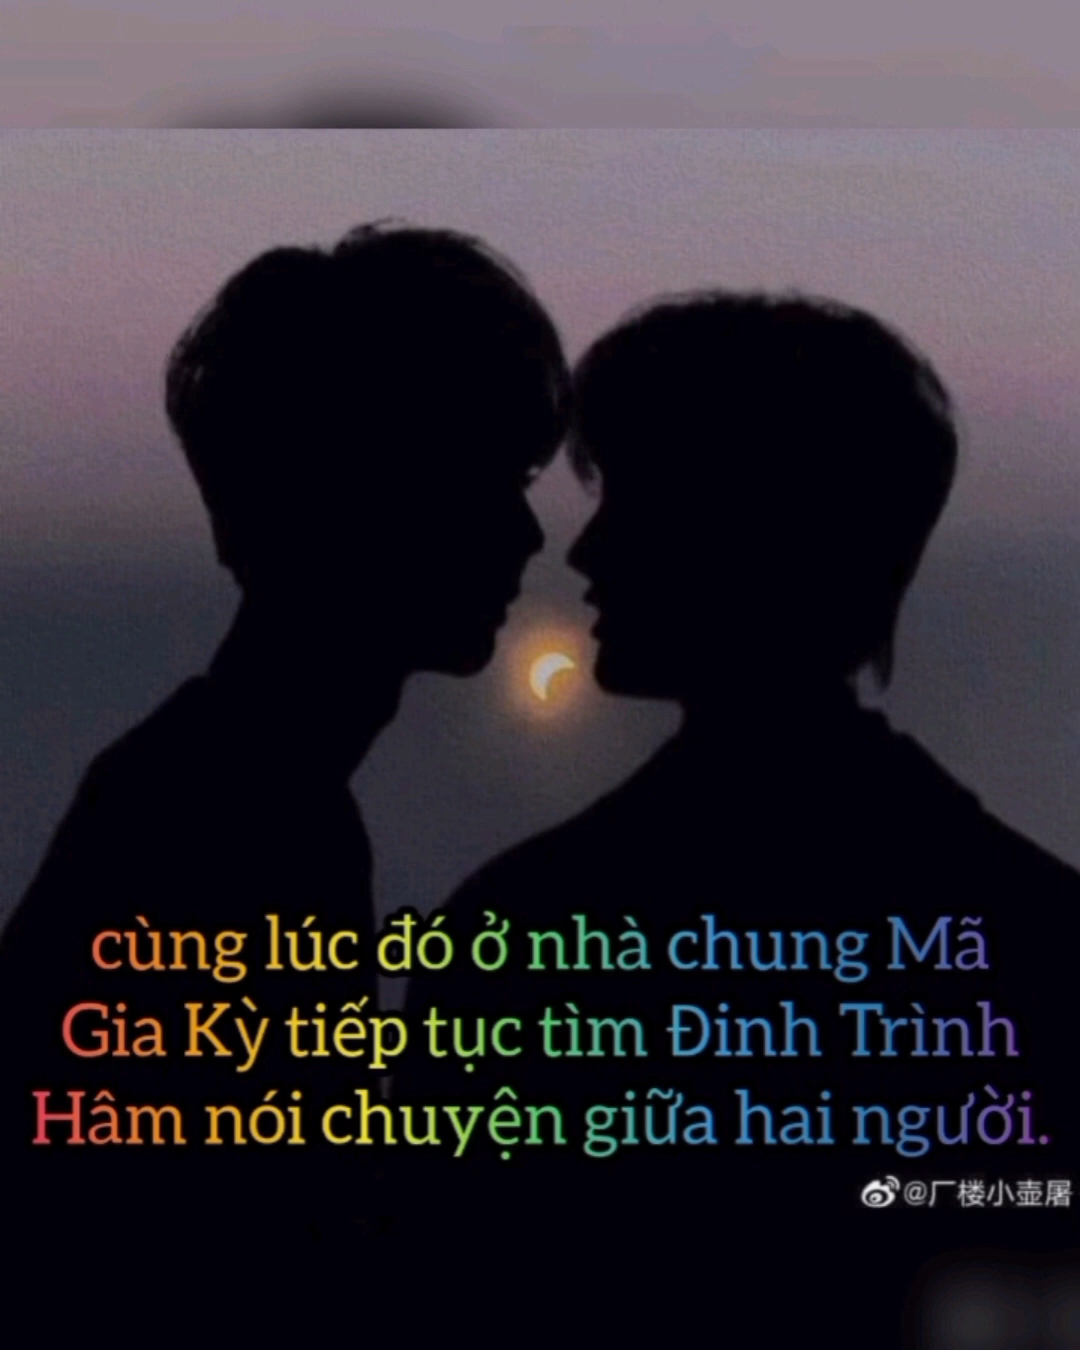 cùng lúc đó ở nhà chung Mã
Gia Kỳ tiếp tục tìm Đinh Trình
Hâm nói chuyện giữa hai người.
@厂楼小壶屠